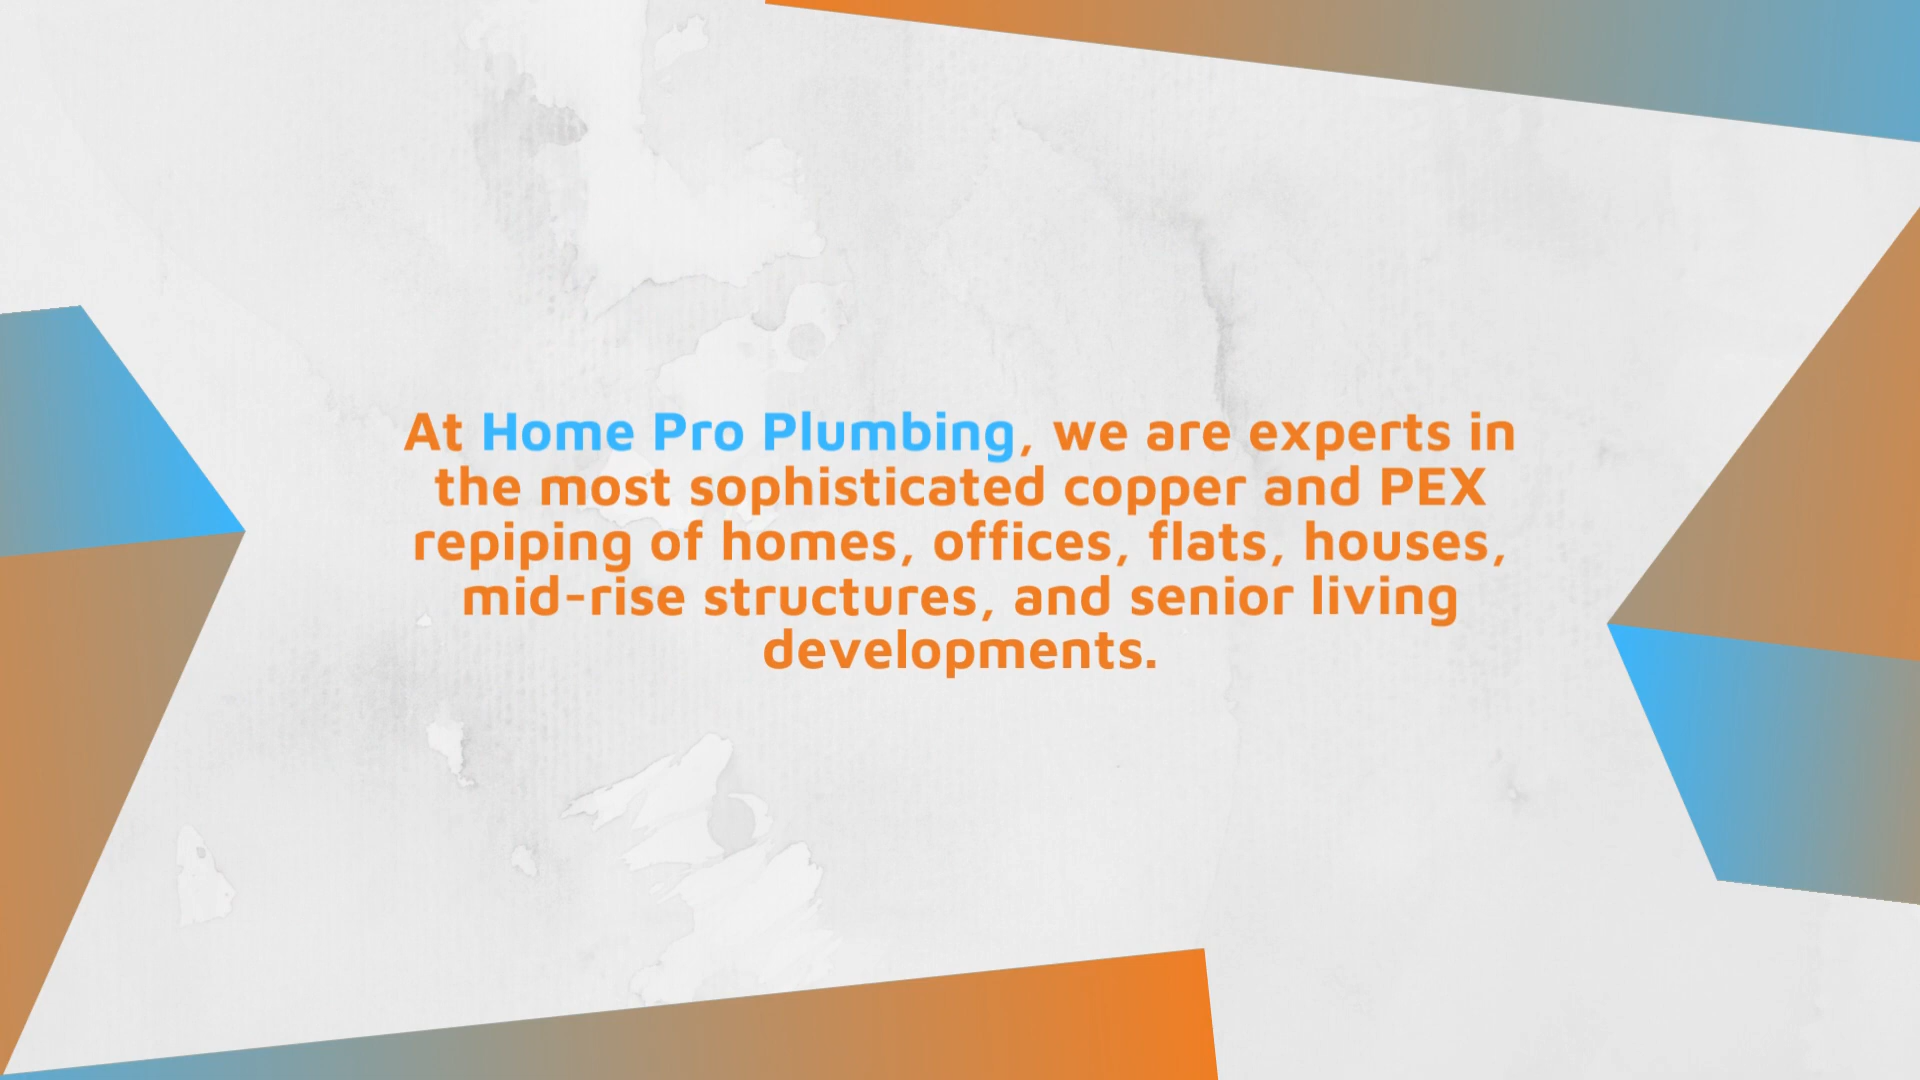 At Home Pro Plumbing, we are experts in
the most sophisticated copper and PEX
repiping of homes, offices, flats, houses,
mid-rise structures, and senior living
developments.